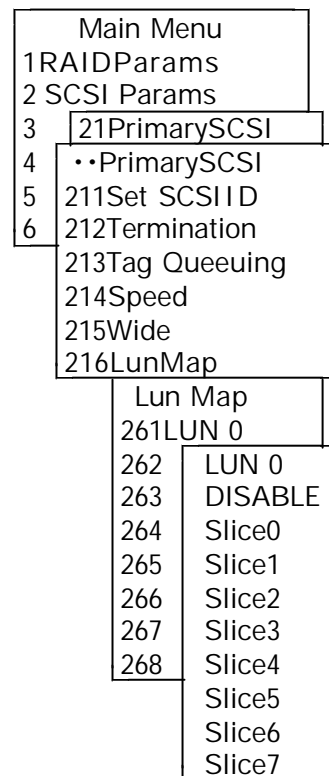 Main Menu
1RAIDParams
2 SCSI Params
3 21PrimarySCSI
4 ··PrimarySCSI
5 211Set SCSIID
6 212Termination
213Tag Queeuing
214Speed
215Wide
216LunMap
Lun Map
261LUN 0
262 LUN 0
263 DISABLE
264 Slice0
265 Slice1
266 Slice2
267 Slice3
268 Slice4
Slice5
Slice6
Slice7